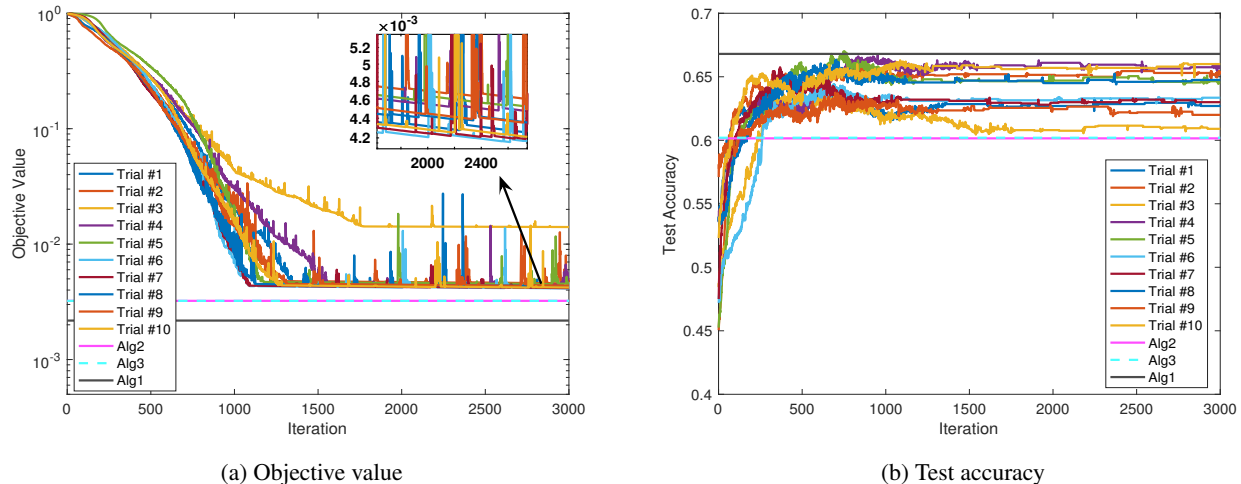 10^0
10^-1
10^-2
10^-3
Objective Value
0 500 1000 1500 2000 2500 3000
Iteration
×10^-3
5.2
5
4.8
4.6
4.4
4.2
2000 2400
Trial #1
Trial #2
Trial #3
Trial #4
Trial #5
Trial #6
Trial #7
Trial #8
Trial #9
Trial #10
Alg2
Alg3
Alg1
(a) Objective value
0.7
0.65
0.6
0.55
0.5
0.45
0.4
Test Accuracy
0 500 1000 1500 2000 2500 3000
Iteration
Trial #1
Trial #2
Trial #3
Trial #4
Trial #5
Trial #6
Trial #7
Trial #8
Trial #9
Trial #10
Alg2
Alg3
Alg1
(b) Test accuracy